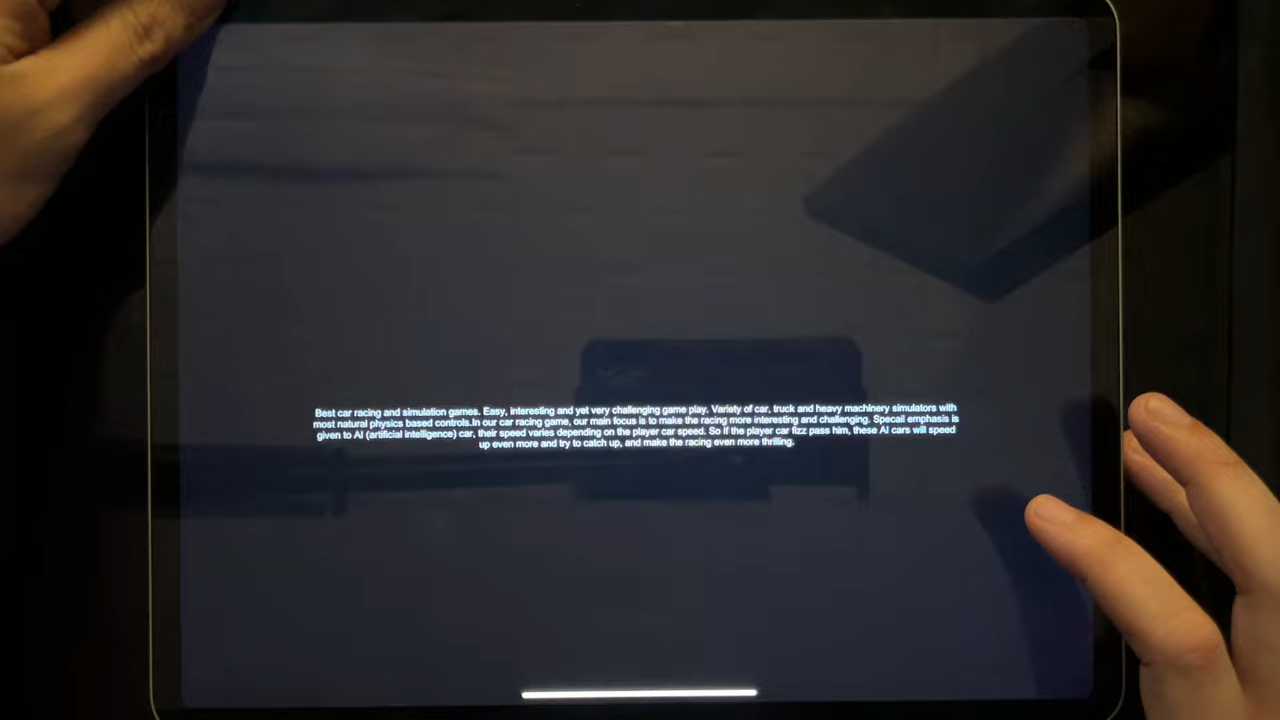 Best car racing and simulation games. Easy, interesting and yet very challenging game play. Variety of car, truck and heavy machinery simulators with
most natural physics based controls.In our car racing game, our main focus is to make the racing more interesting and challenging. Specail emphasis is
given to AI (artificial intelligence) car, their speed varies depending on the player car speed. So if the player car fizz pass him, these AI cars will speed
up even more and try to catch up, and make the racing even more thrilling.